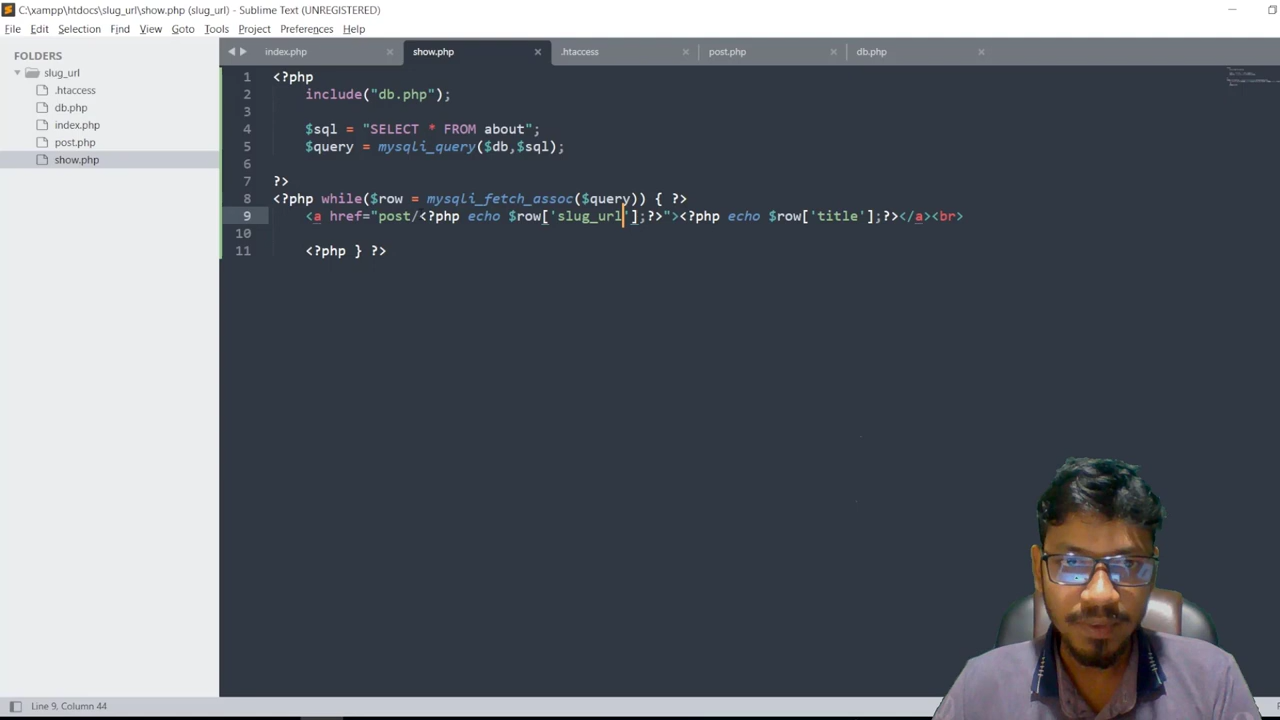 C:\xampp\htdocs\slug_url\show.php (slug_url) - Sublime Text (UNREGISTERED)
File Edit Selection Find View Goto Tools Project Preferences Help
FOLDERS
slug_url
.htaccess
db.php
index.php
post.php
show.php
index.php × show.php × .htaccess × post.php × db.php ×
1 <?php
2 include("db.php");
3
4 $sql = "SELECT * FROM about";
5 $query = mysqli_query($db,$sql);
6
7 ?>
8 <?php while($row = mysqli_fetch_assoc($query)) { ?>
9 <a href="post/<?php echo $row['slug_url'];?>"><?php echo $row['title'];?></a><br>
10
11 <?php } ?>
Line 9, Column 44